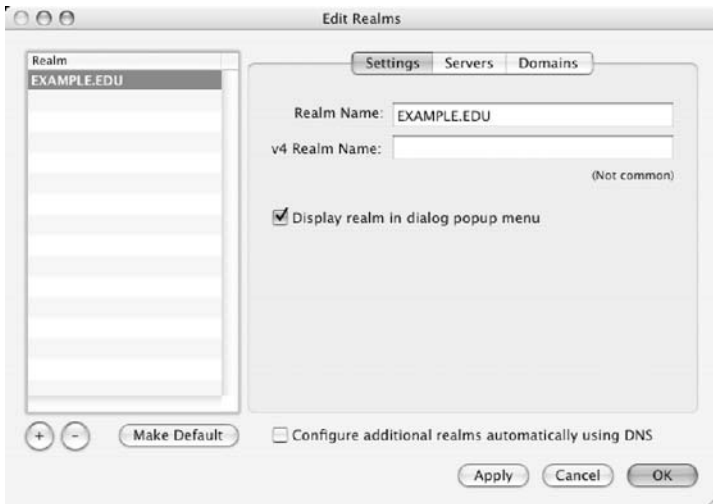 Edit Realms
Realm
EXAMPLE.EDU
Settings Servers Domains
Realm Name: EXAMPLE.EDU
v4 Realm Name:
(Not common)
Display realm in dialog popup menu
+ - Make Default
Configure additional realms automatically using DNS
Apply Cancel OK